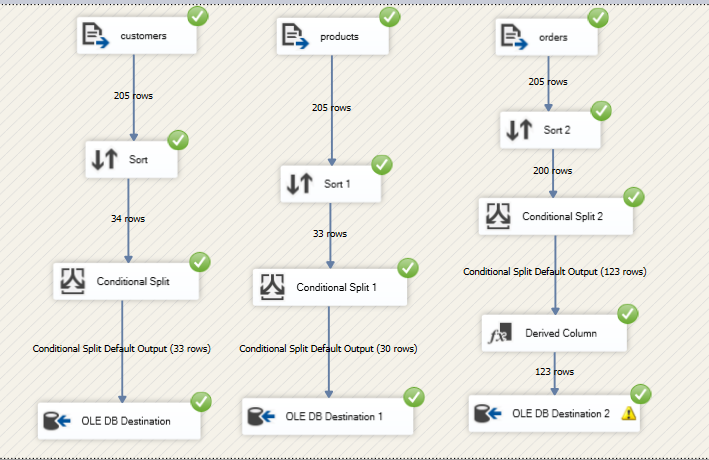 customers
products
orders
205 rows
205 rows
205 rows
Sort
Sort 1
Sort 2
34 rows
33 rows
200 rows
Conditional Split
Conditional Split 1
Conditional Split 2
Conditional Split Default Output (33 rows)
Conditional Split Default Output (30 rows)
Conditional Split Default Output (123 rows)
fx
Derived Column
123 rows
OLE DB Destination
OLE DB Destination 1
OLE DB Destination 2